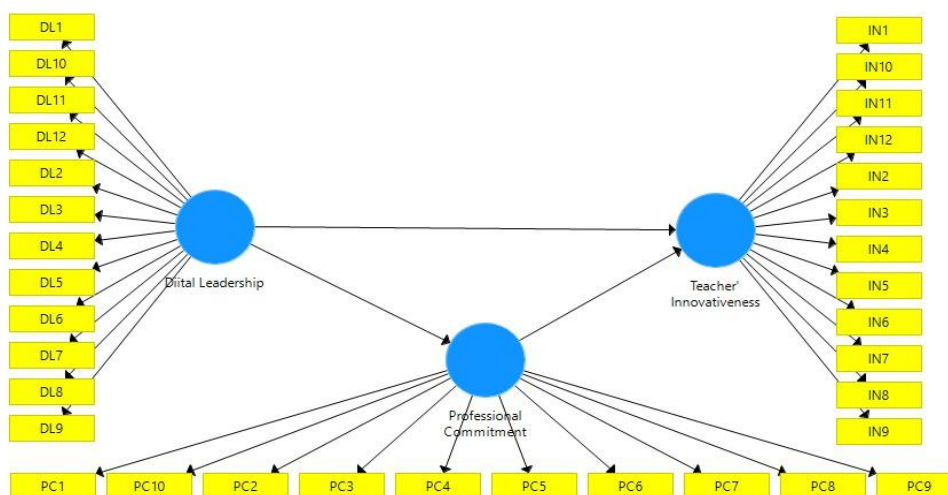 DL1
DL10
DL11
DL12
DL2
DL3
DL4
DL5
DL6
DL7
DL8
DL9
Diital Leadership
Professional
Commitment
Teacher'
Innovativeness
IN1
IN10
IN11
IN12
IN2
IN3
IN4
IN5
IN6
IN7
IN8
IN9
PC1 PC10 PC2 PC3 PC4 PC5 PC6 PC7 PC8 PC9